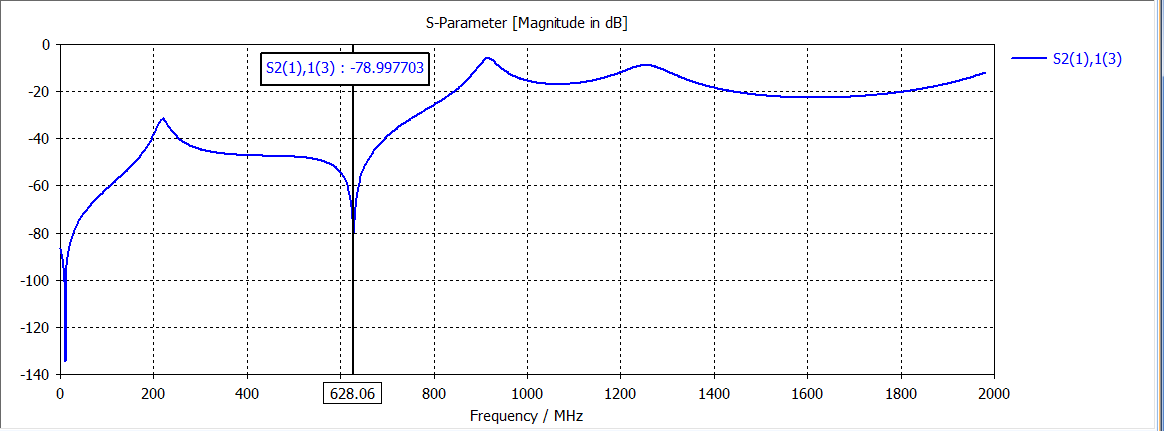 S-Parameter [Magnitude in dB]
S2(1),1(3) : -78.997703
S2(1),1(3)
0
-20
-40
-60
-80
-100
-120
-140
0 200 400 628.06 800 1000 1200 1400 1600 1800 2000
Frequency / MHz